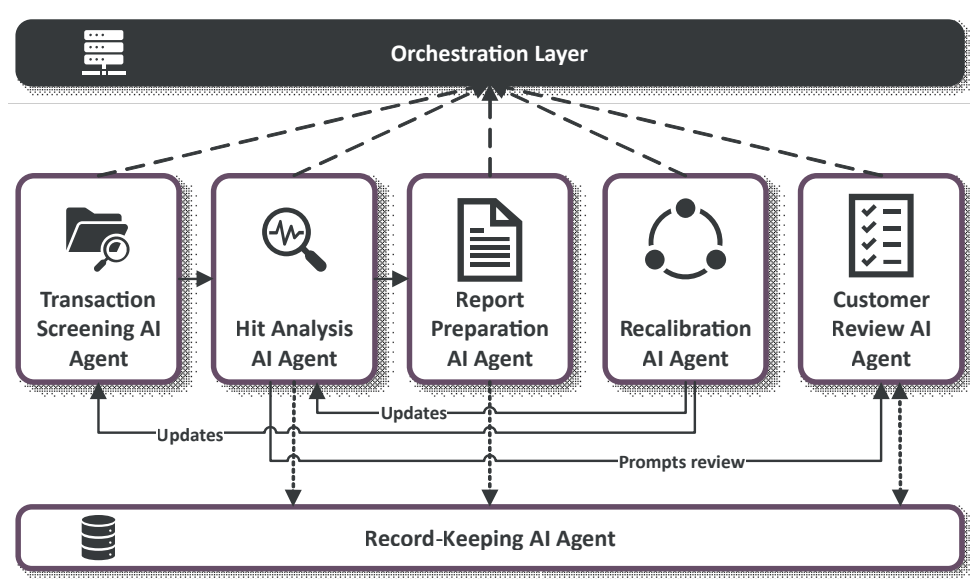 Orchestration Layer
Transaction
Screening AI
Agent
Hit Analysis
AI Agent
Report
Preparation
AI Agent
Recalibration
AI Agent
Customer
Review AI
Agent
Updates
Updates
Prompts review
Record-Keeping AI Agent